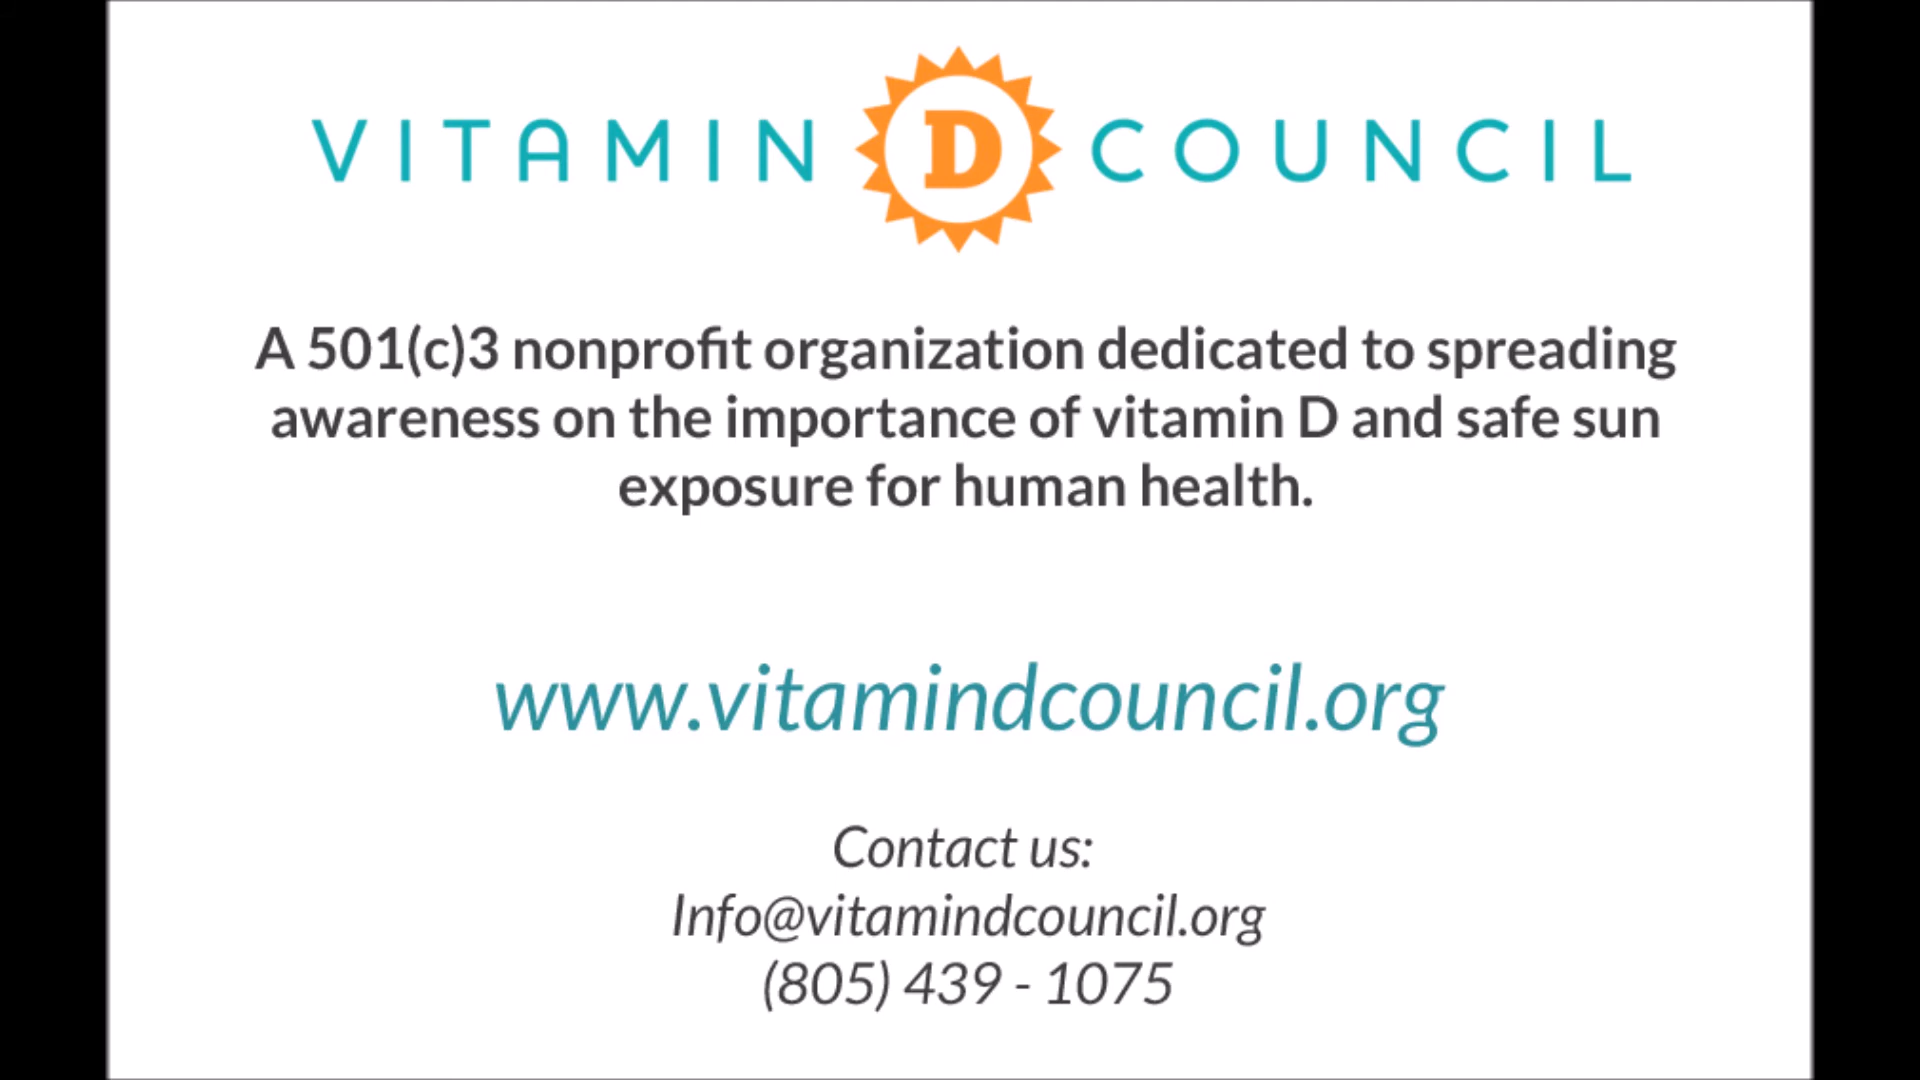 VITAMIN D COUNCIL
A 501(c)3 nonprofit organization dedicated to spreading
awareness on the importance of vitamin D and safe sun
exposure for human health.
www.vitamindcouncil.org
Contact us:
Info@vitamindcouncil.org
(805) 439 - 1075